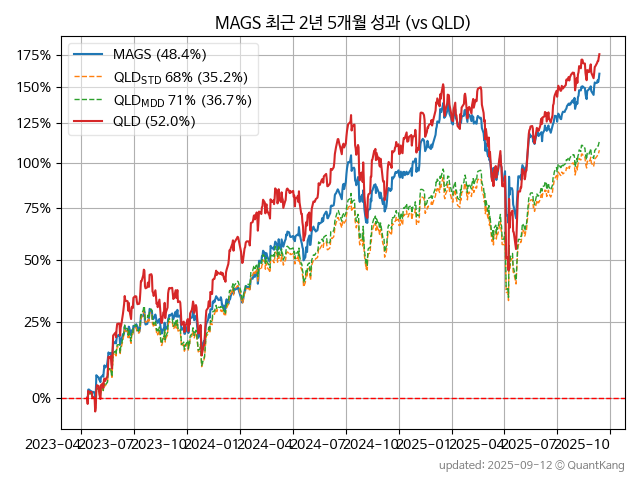 MAGS 최근 2년 5개월 성과 (vs QLD)
175%
150%
125%
100%
75%
50%
25%
0%
MAGS (48.4%)
QLD_STD 68% (35.2%)
QLD_MDD 71% (36.7%)
QLD (52.0%)
2023-04 2023-07 2023-10 2024-01 2024-04 2024-07 2024-10 2025-01 2025-04 2025-07 2025-10
updated: 2025-09-12 © QuantKang